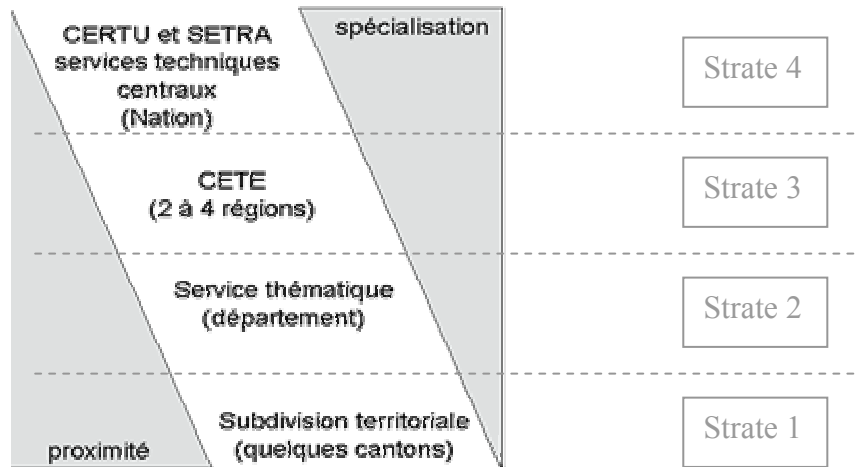 CERTU et SETRA
services techniques
centraux
(Nation)
spécialisation
Strate 4
CETE
(2 à 4 régions)
Strate 3
Service thématique
(département)
Strate 2
Subdivision territoriale
(quelques cantons)
proximité
Strate 1